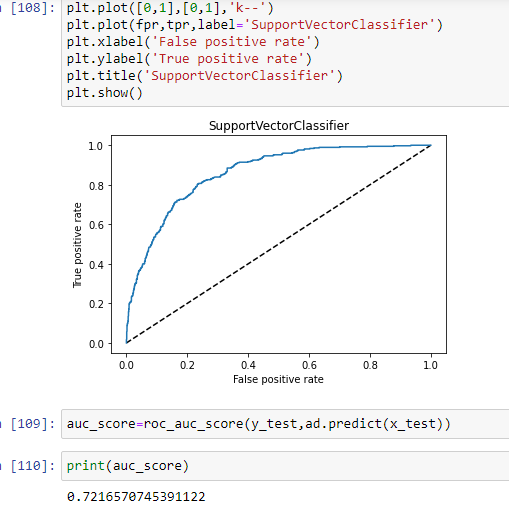 n [108]: plt.plot([0,1],[0,1],'k--')
plt.plot(fpr,tpr,label='SupportVectorClassifier')
plt.xlabel('False positive rate')
plt.ylabel('True positive rate')
plt.title('SupportVectorClassifier')
plt.show()
SupportVectorClassifier
1.0
0.8
0.6
0.4
0.2
0.0
True positive rate
0.0 0.2 0.4 0.6 0.8 1.0
False positive rate
n [109]: auc_score=roc_auc_score(y_test,ad.predict(x_test))
n [110]: print(auc_score)
0.7216570745391122